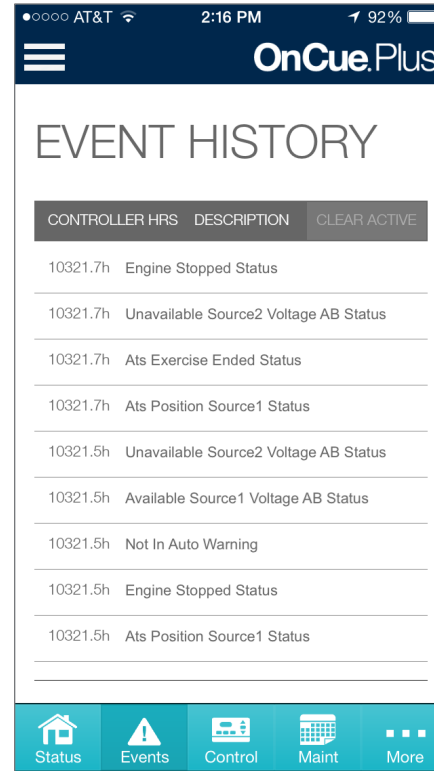 AT&T 2:16 PM 92%
OnCue.Plus
EVENT HISTORY
CONTROLLER HRS DESCRIPTION CLEAR ACTIVE
10321.7h Engine Stopped Status
10321.7h Unavailable Source2 Voltage AB Status
10321.7h Ats Exercise Ended Status
10321.7h Ats Position Source1 Status
10321.5h Unavailable Source2 Voltage AB Status
10321.5h Available Source1 Voltage AB Status
10321.5h Not In Auto Warning
10321.5h Engine Stopped Status
10321.5h Ats Position Source1 Status
Status Events Control Maint More